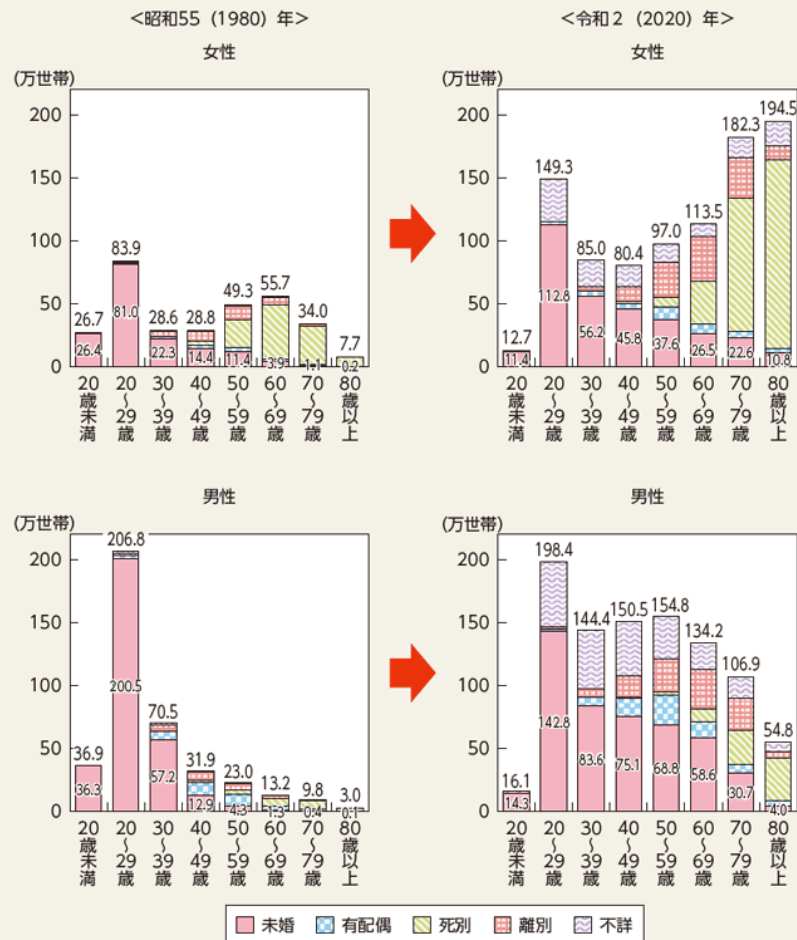 <昭和55(1980)年>
女性
(万世帯)
200
150
100
50
0
26.7
83.9
28.6
28.8
49.3
55.7
34.0
7.7
26.4
81.0
22.3
14.4
11.4
3.9
1.1
0.2
20歳未満
20~29歳
30~39歳
40~49歳
50~59歳
60~69歳
70~79歳
80歳以上
<令和2(2020)年>
女性
(万世帯)
200
150
100
50
0
12.7
149.3
85.0
80.4
97.0
113.5
182.3
194.5
11.4
112.8
56.2
45.8
37.6
26.5
22.6
10.8
20歳未満
20~29歳
30~39歳
40~49歳
50~59歳
60~69歳
70~79歳
80歳以上
男性
(万世帯)
200
150
100
50
0
36.9
206.8
70.5
31.9
23.0
13.2
9.8
3.0
36.3
200.5
57.2
12.9
4.3
1.3
0.4
0.1
20歳未満
20~29歳
30~39歳
40~49歳
50~59歳
60~69歳
70~79歳
80歳以上
男性
(万世帯)
200
150
100
50
0
16.1
198.4
144.4
150.5
154.8
134.2
106.9
54.8
14.3
142.8
83.6
75.1
68.8
58.6
30.7
4.0
20歳未満
20~29歳
30~39歳
40~49歳
50~59歳
60~69歳
70~79歳
80歳以上
未婚 有配偶 死別 離別 不詳